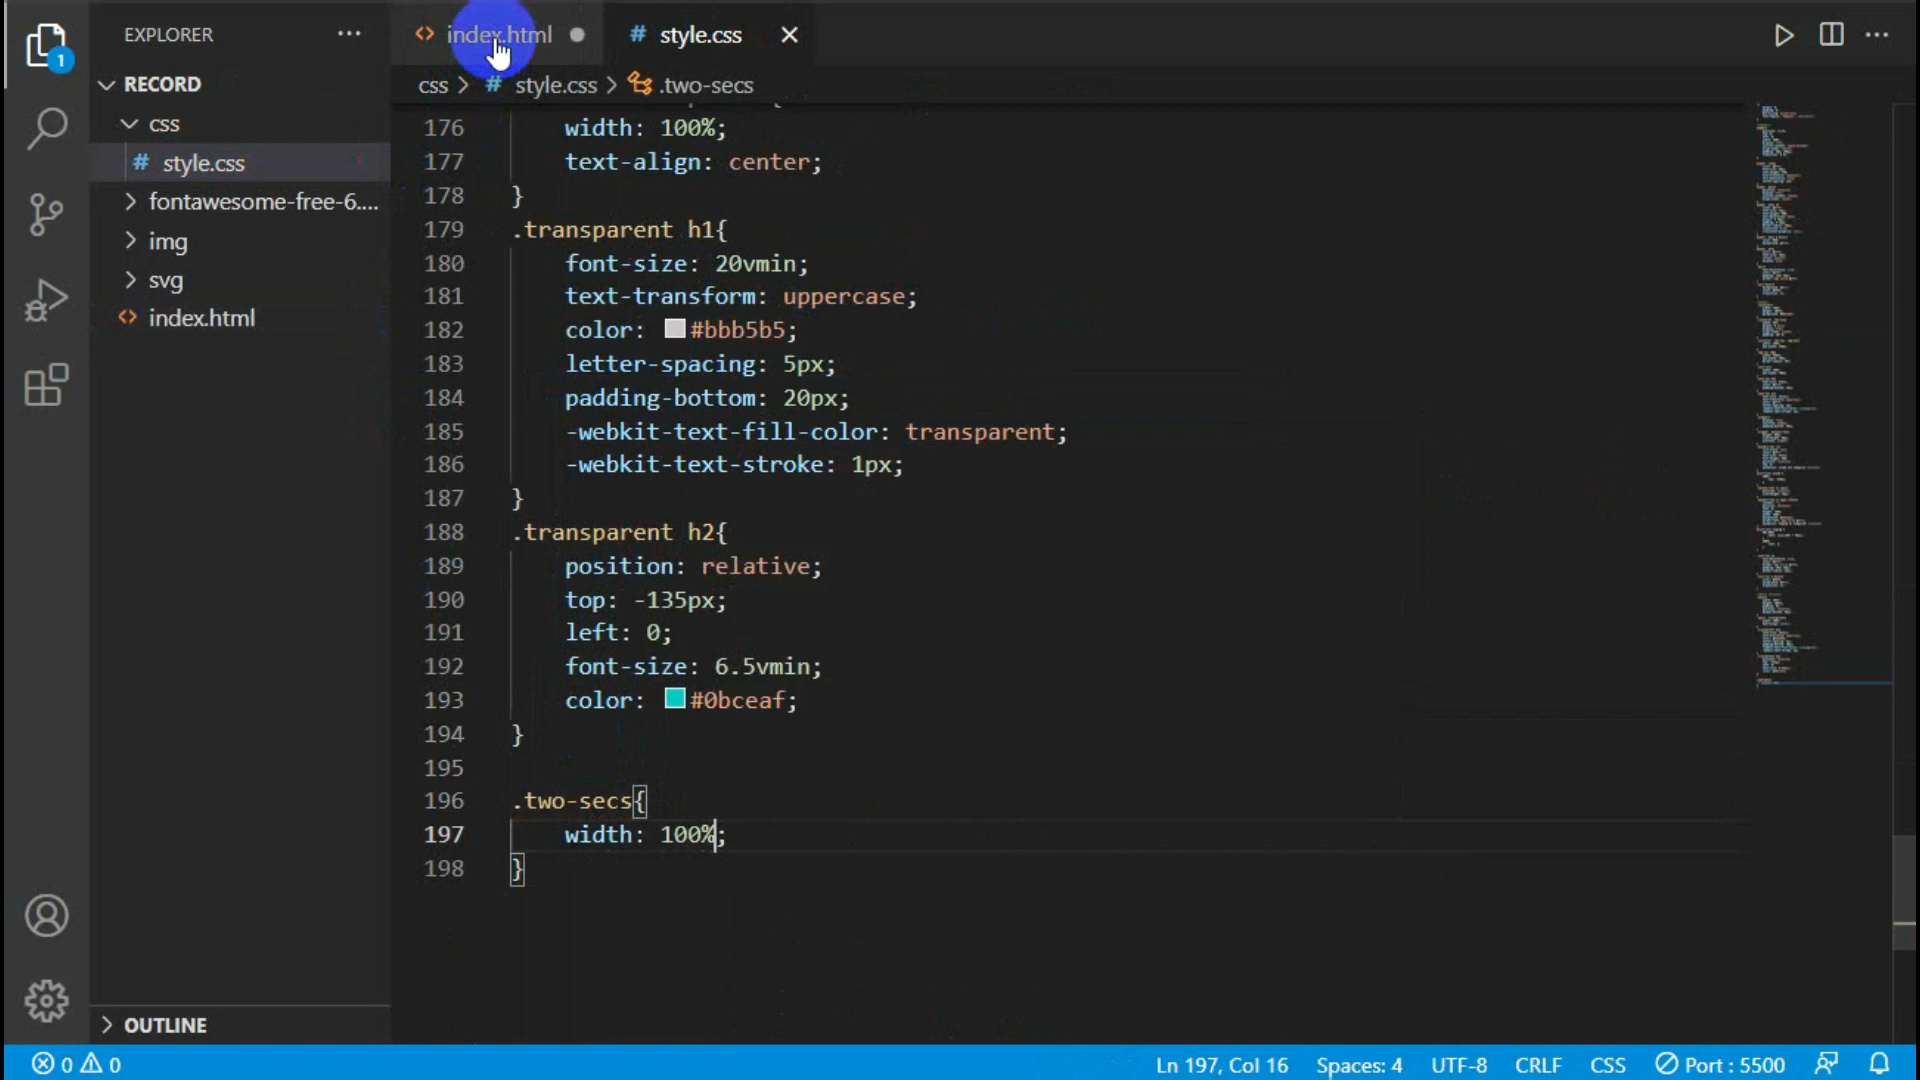 EXPLORER
RECORD
css
# style.css
fontawesome-free-6....
img
svg
<> index.html
OUTLINE
1
<> index.html
# style.css
css > # style.css > .two-secs
176 width: 100%;
177 text-align: center;
178 }
179 .transparent h1{
180 font-size: 20vmin;
181 text-transform: uppercase;
182 color: #bbb5b5;
183 letter-spacing: 5px;
184 padding-bottom: 20px;
185 -webkit-text-fill-color: transparent;
186 -webkit-text-stroke: 1px;
187 }
188 .transparent h2{
189 position: relative;
190 top: -135px;
191 left: 0;
192 font-size: 6.5vmin;
193 color: #0bceaf;
194 }
195
196 .two-secs{
197 width: 100%;
198 }
0 0
Ln 197, Col 16 Spaces: 4 UTF-8 CRLF CSS Port : 5500